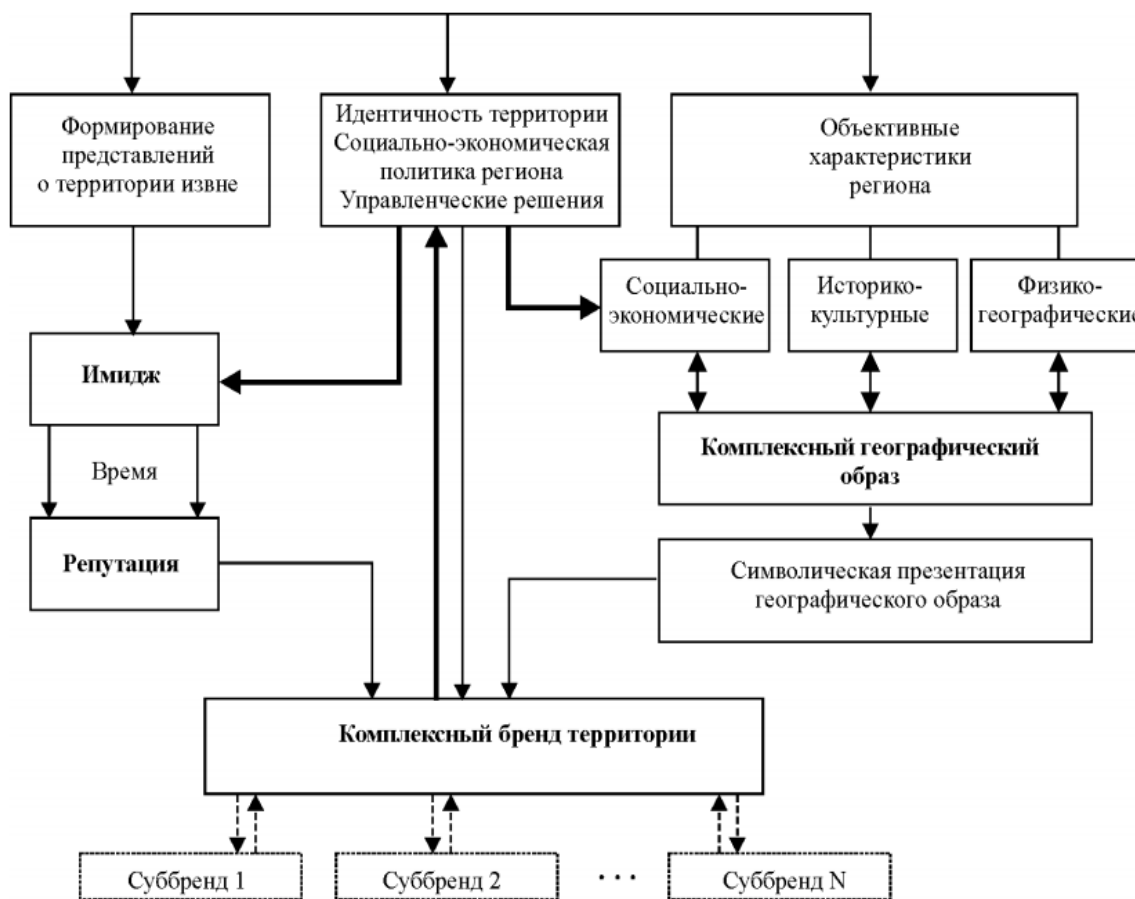 Формирование
представлений
о территории извне
Идентичность территории
Социально-экономическая
политика региона
Управленческие решения
Объективные
характеристики
региона
Социально-
экономические
Историко-
культурные
Физико-
географические
Имидж
Время
Репутация
Комплексный географический
образ
Символическая презентация
географического образа
Комплексный бренд территории
Суббренд 1
Суббренд 2
. . .
Суббренд N